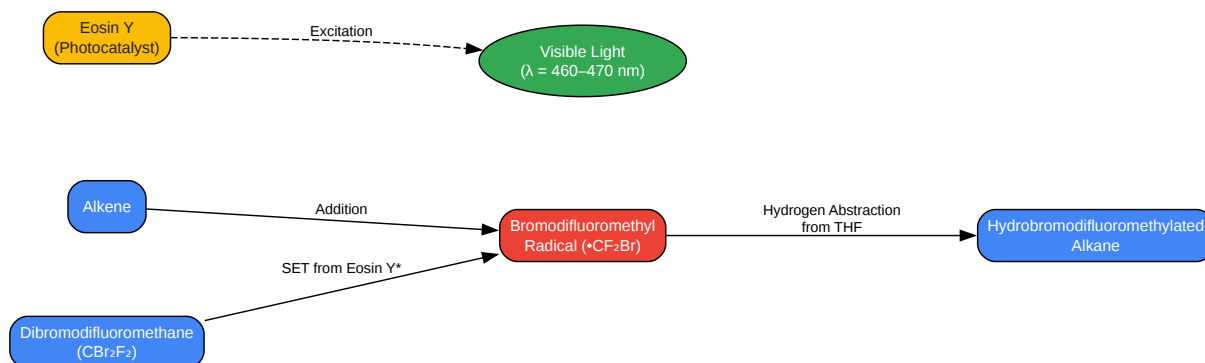 Eosin Y
(Photocatalyst)
Excitation
Visible Light
(λ = 460–470 nm)
Alkene
Addition
Bromodifluoromethyl
Radical (•CF₂Br)
Hydrogen Abstraction
from THF
Hydrobromodifluoromethylated
Alkane
SET from Eosin Y*
Dibromodifluoromethane
(CBr₂F₂)